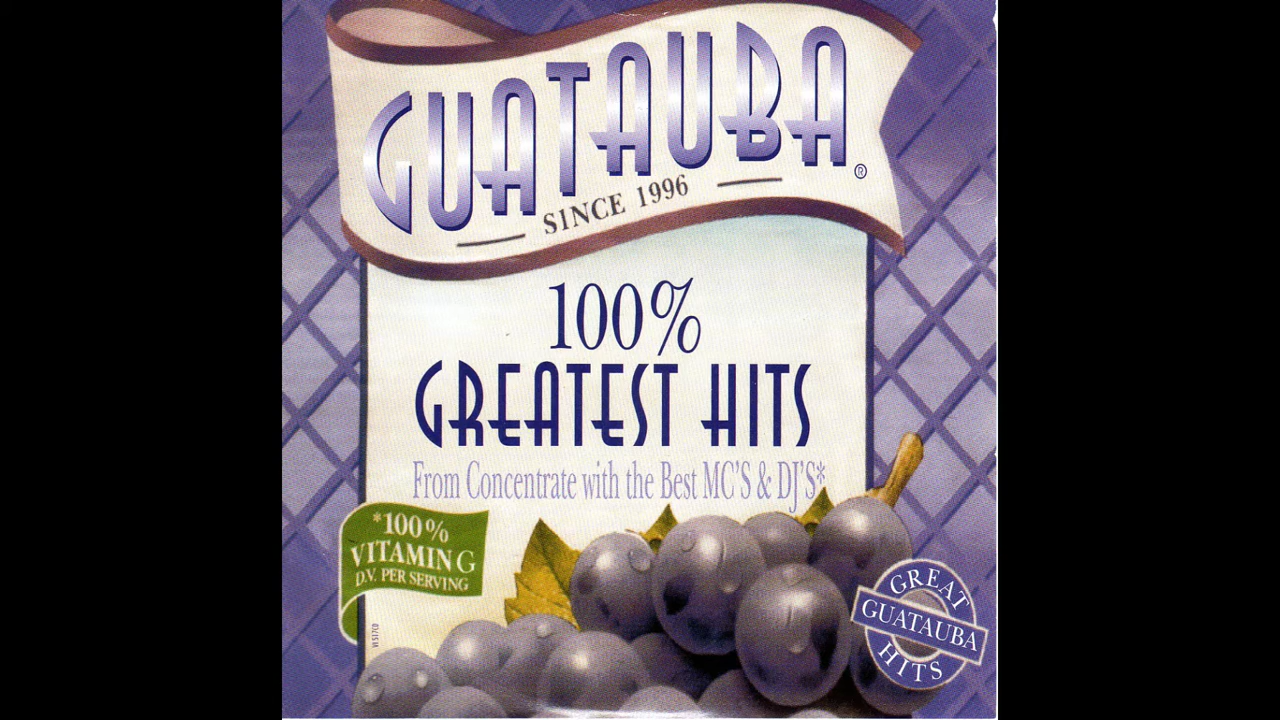 GUATAUBA®
SINCE 1996
100%
GREATEST HITS
From Concentrate with the Best MC'S & DJ'S*
*100%
VITAMIN G
D.V. PER SERVING
GREAT
GUATAUBA
HITS